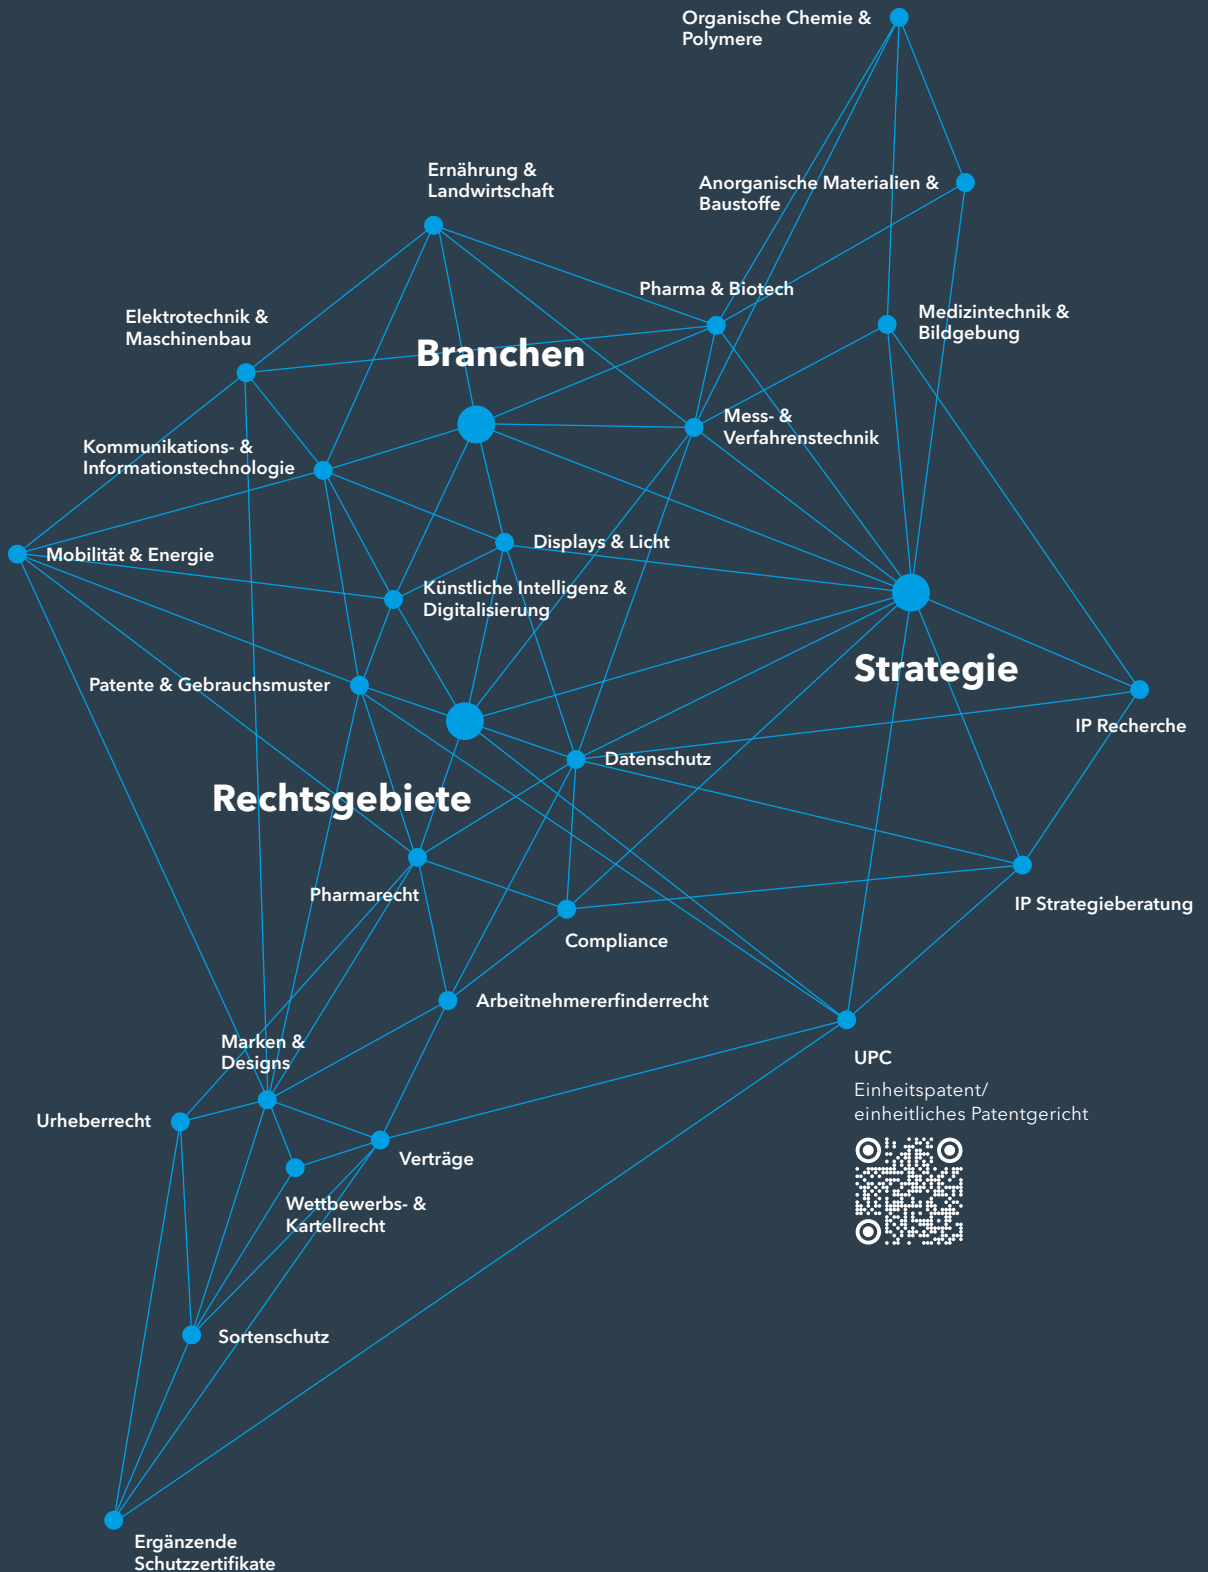 Organische Chemie &
Polymere
Ernährung &
Landwirtschaft
Anorganische Materialien &
Baustoffe
Pharma & Biotech
Elektrotechnik &
Maschinenbau
Medizintechnik &
Bildgebung
Branchen
Mess- &
Verfahrenstechnik
Kommunikations- &
Informationstechnologie
Mobilität & Energie
Displays & Licht
Künstliche Intelligenz &
Digitalisierung
Strategie
Patente & Gebrauchsmuster
IP Recherche
Datenschutz
Rechtsgebiete
Pharmarecht
IP Strategieberatung
Compliance
Arbeitnehmererfinderrecht
Marken &
Designs
UPC
Einheitspatent/
einheitliches Patentgericht
Urheberrecht
Verträge
Wettbewerbs- &
Kartellrecht
Sortenschutz
Ergänzende
Schutzzertifikate